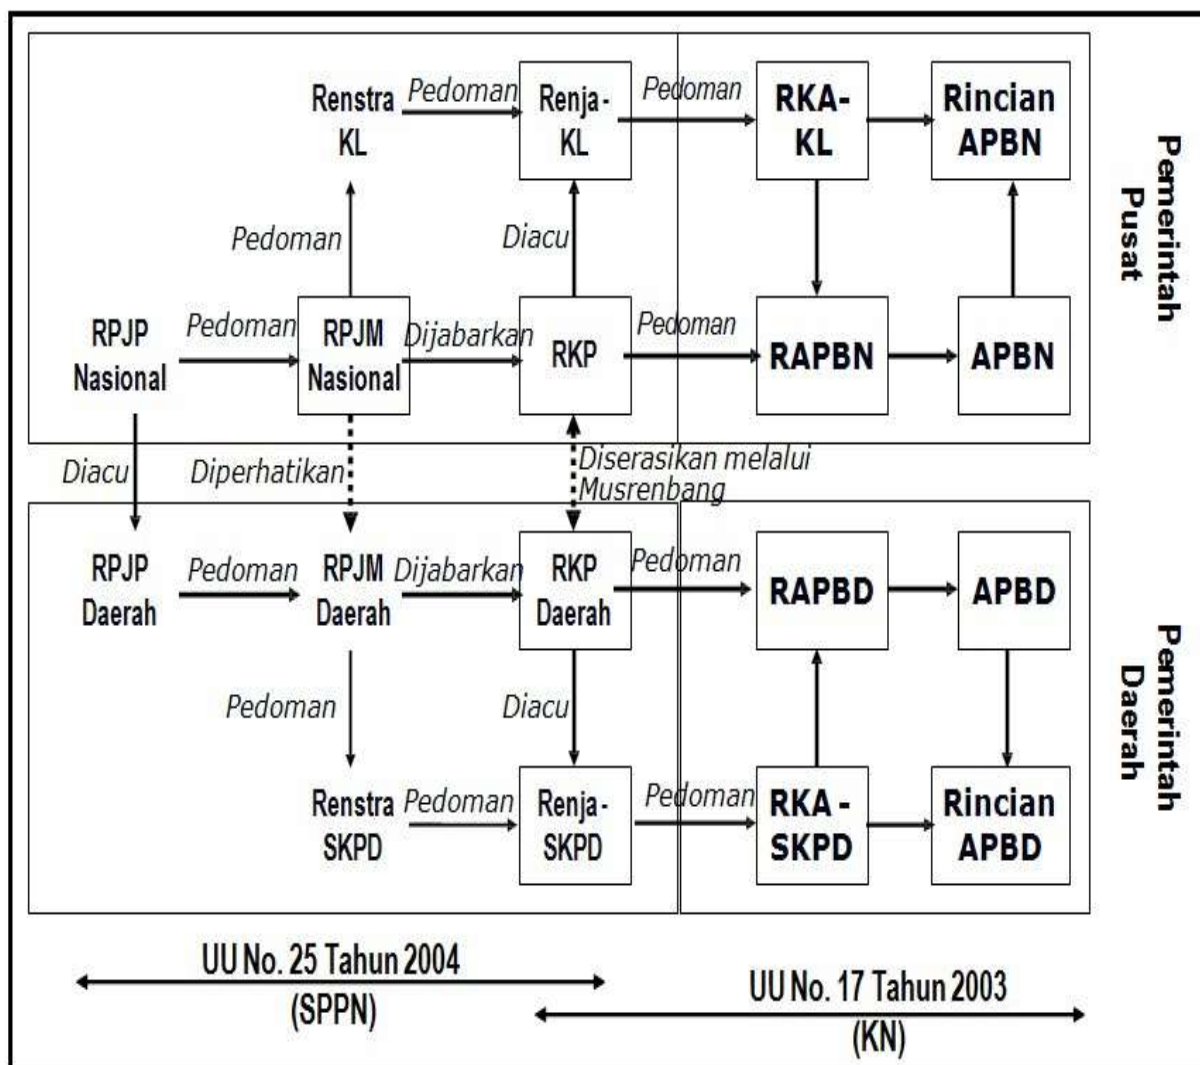 Renstra
KL
Pedoman
Renja-
KL
Pedoman
RKA-
KL
Rincian
APBN
Pedoman
Diacu
RPJP
Nasional
Pedoman
RPJM
Nasional
Dijabarkan
RKP
Pedoman
RAPBN
APBN
Pemerintah
Pusat
Diacu
Diperhatikan
Diserasikan melalui
Musrenbang
RPJP
Daerah
Pedoman
RPJM
Daerah
Dijabarkan
RKP
Daerah
Pedoman
RAPBD
APBD
Pedoman
Diacu
Renstra
SKPD
Pedoman
Renja-
SKPD
Pedoman
RKA -
SKPD
Rincian
APBD
Pemerintah
Daerah
UU No. 25 Tahun 2004
(SPPN)
UU No. 17 Tahun 2003
(KN)